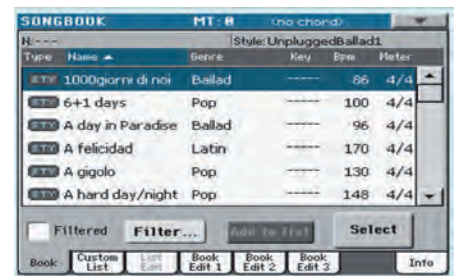 SONGBOOK MT: 0 (no chord)
N:--- Style: UnpluggedBallad1
Type Name Genre Key Bpm Meter
STY 1000giorni di noi Ballad ----- 86 4/4
STY 6+1 days Pop ----- 100 4/4
STY A day in Paradise Ballad ----- 96 4/4
STY A felicidad Latin ----- 170 4/4
STY A gigolo Pop ----- 130 4/4
STY A hard day/night Pop ----- 148 4/4
Filtered Filter... Add to list Select
Book Custom List List Edit Book Edit 1 Book Edit 2 Book Edit 3 Info